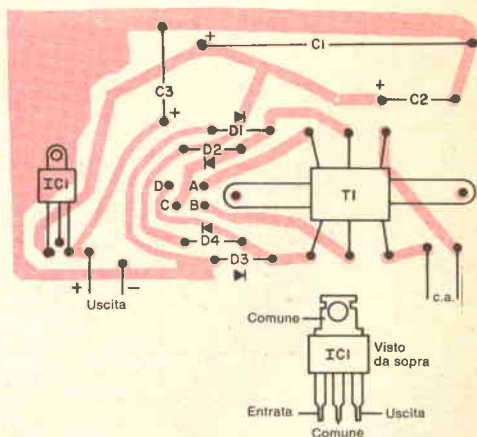 + C1
C3
+ C2
+
D1
D2
IC1
D A
C B
T1
D4
D3
+ −
Uscita
c.a.
Comune
IC1
Visto
da sopra
Entrata
Uscita
Comune